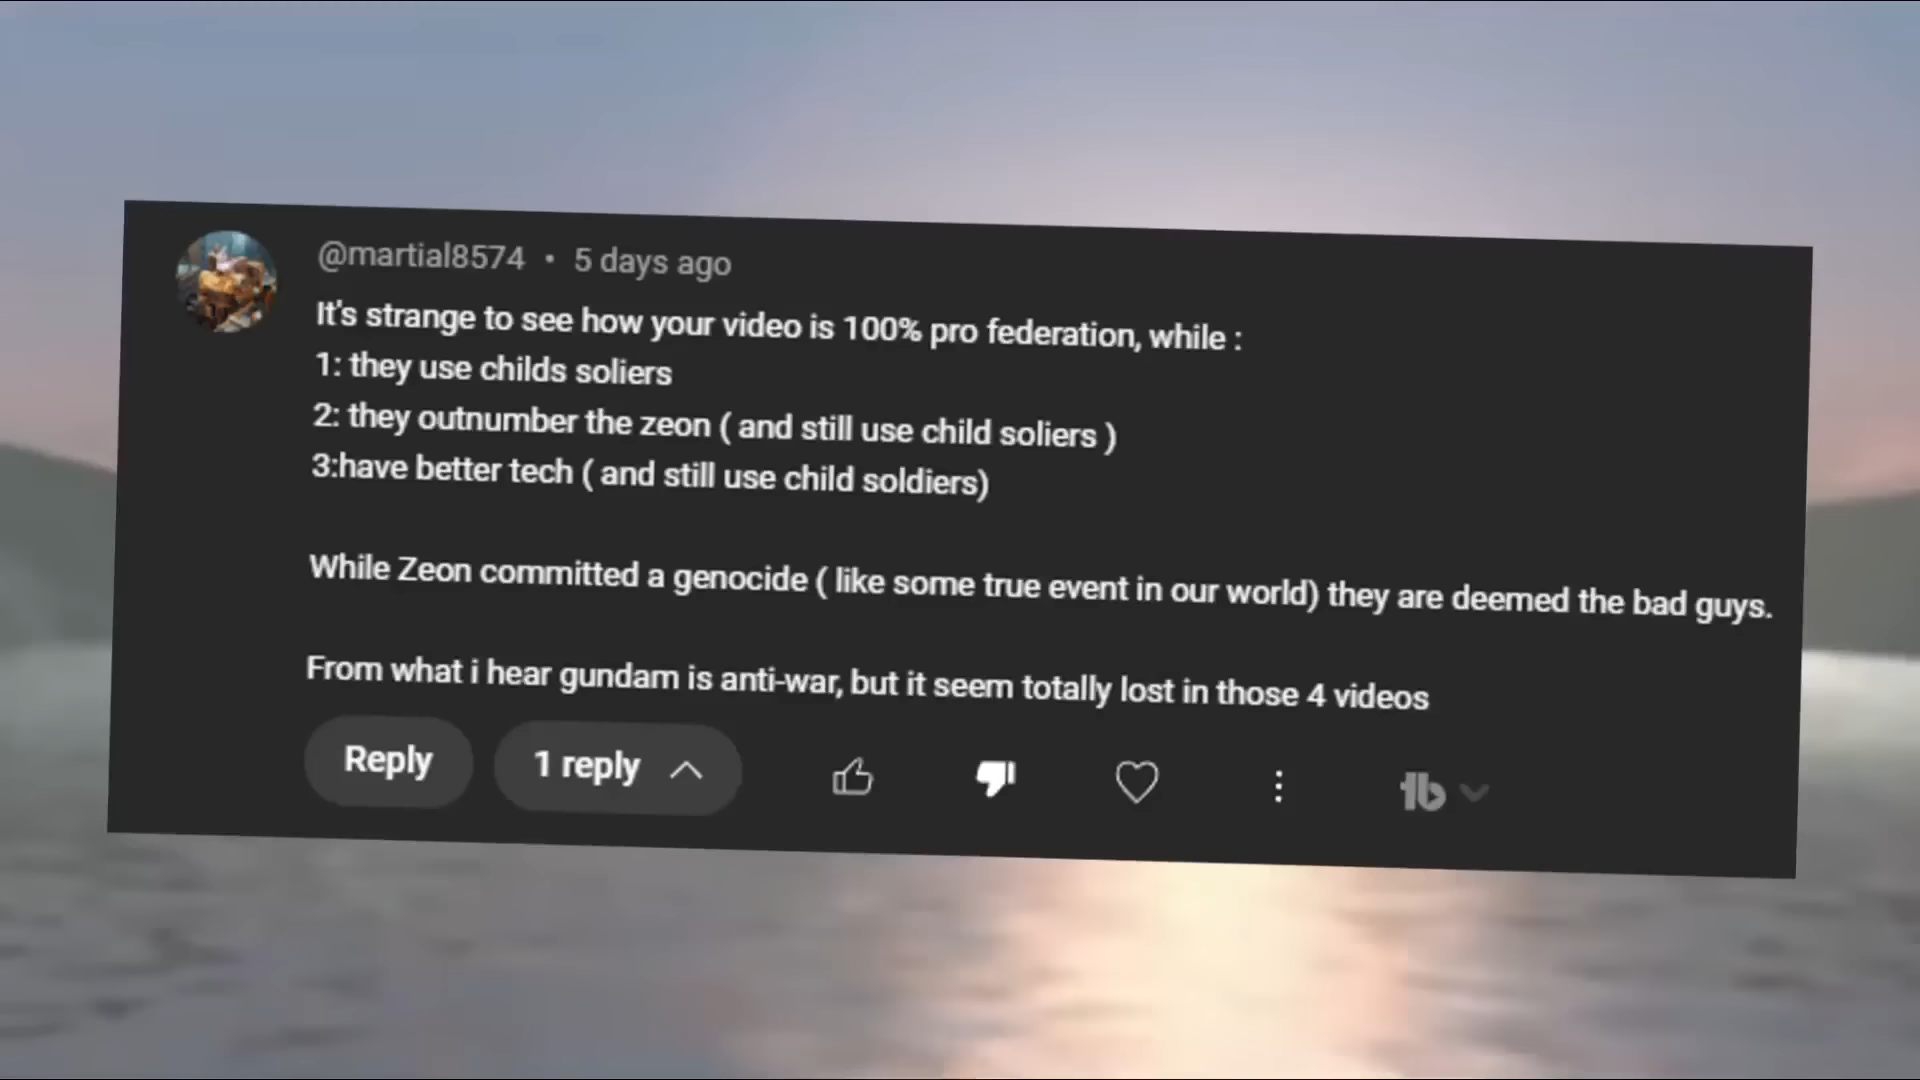 @martial8574 • 5 days ago
It's strange to see how your video is 100% pro federation, while :
1: they use childs soliers
2: they outnumber the zeon ( and still use child soliers )
3:have better tech ( and still use child soldiers)
While Zeon committed a genocide ( like some true event in our world) they are deemed the bad guys.
From what i hear gundam is anti-war, but it seem totally lost in those 4 videos
Reply
1 reply
tb